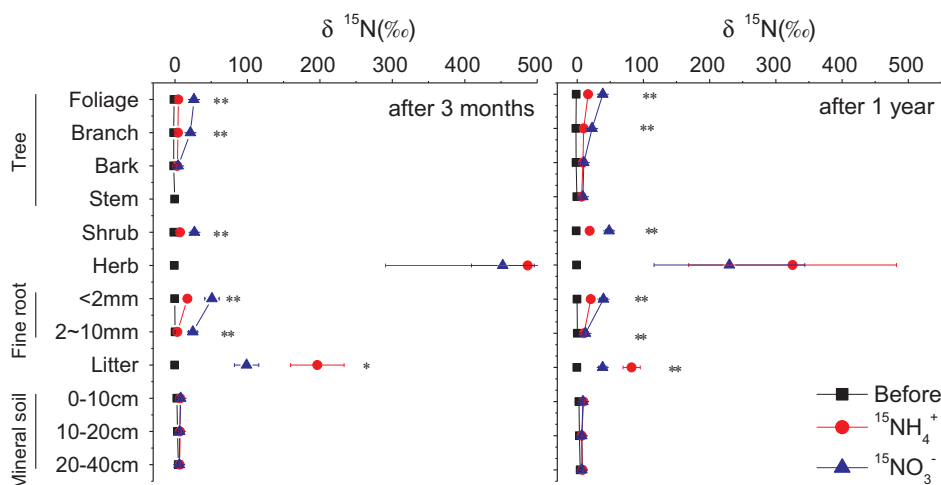 δ ¹⁵N(‰) δ ¹⁵N(‰)
0 100 200 300 400 500 0 100 200 300 400 500
after 3 months after 1 year
Tree
Foliage ** **
Branch ** **
Bark
Stem
Shrub ** **
Herb
Fine root
<2mm ** **
2~10mm ** **
Litter * **
Mineral soil
0-10cm
10-20cm
20-40cm
Before
¹⁵NH₄⁺
¹⁵NO₃⁻